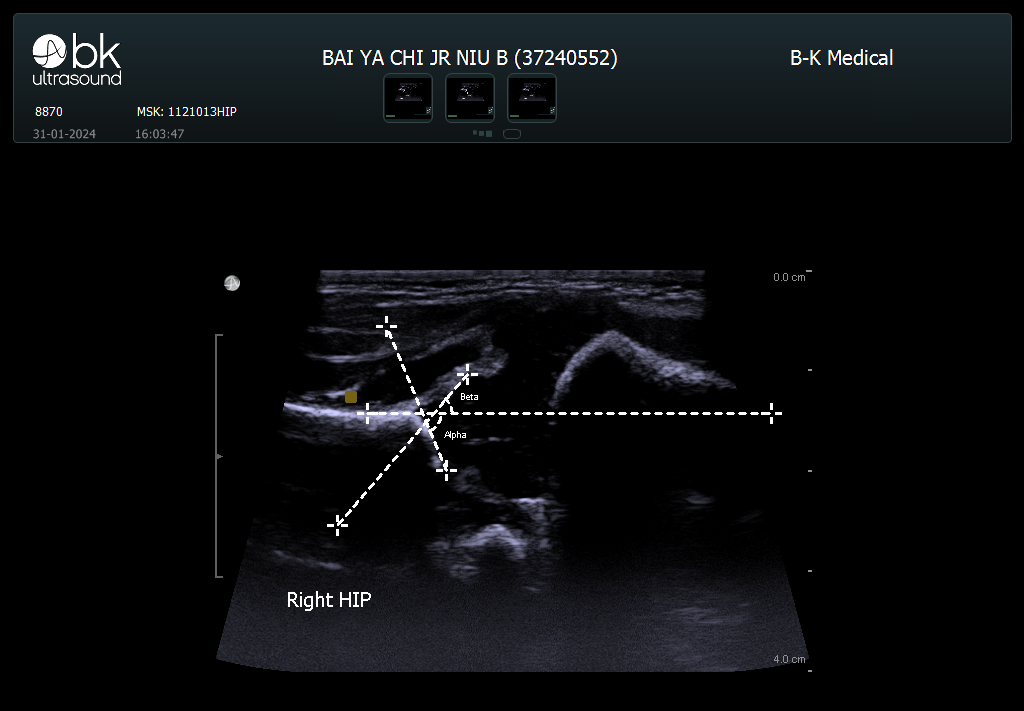 bk
ultrasound
BAI YA CHI JR NIU B (37240552)
B-K Medical
8870
MSK: 1121013HIP
31-01-2024
16:03:47
0.0 cm
Beta
Alpha
Right HIP
4.0 cm